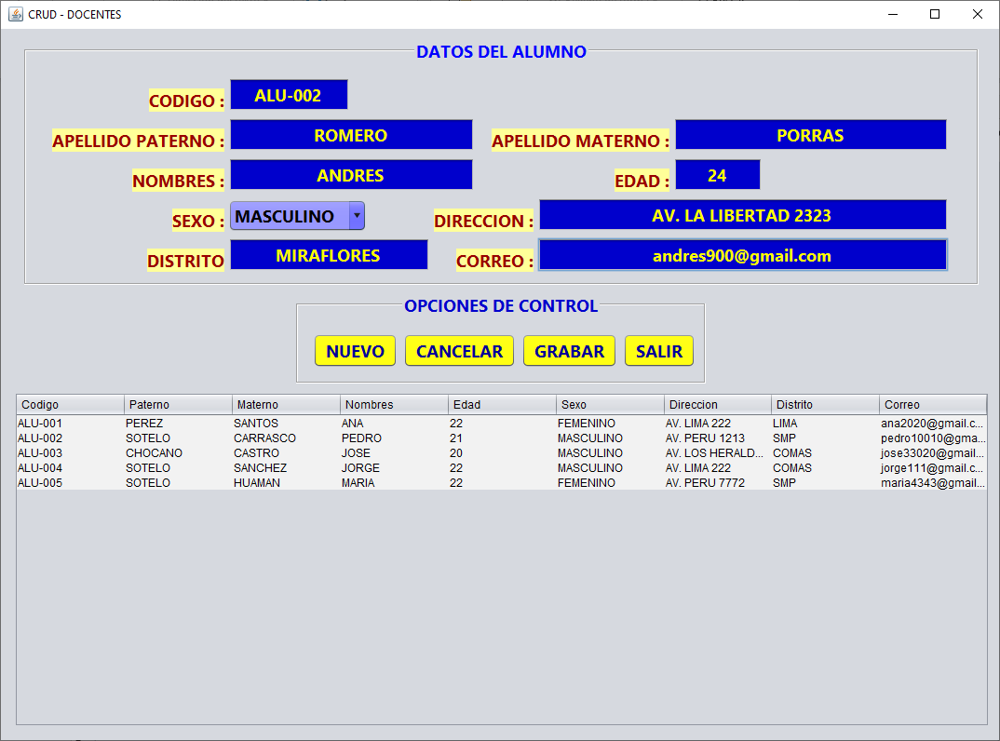 CRUD - DOCENTES
DATOS DEL ALUMNO
CODIGO : ALU-002
APELLIDO PATERNO : ROMERO APELLIDO MATERNO : PORRAS
NOMBRES : ANDRES EDAD : 24
SEXO : MASCULINO DIRECCION : AV. LA LIBERTAD 2323
DISTRITO MIRAFLORES CORREO : andres900@gmail.com
OPCIONES DE CONTROL
NUEVO CANCELAR GRABAR SALIR
Codigo Paterno Materno Nombres Edad Sexo Direccion Distrito Correo
ALU-001 PEREZ SANTOS ANA 22 FEMENINO AV. LIMA 222 LIMA ana2020@gmail.c...
ALU-002 SOTELO CARRASCO PEDRO 21 MASCULINO AV. PERU 1213 SMP pedro10010@gma...
ALU-003 CHOCANO CASTRO JOSE 20 MASCULINO AV. LOS HERALD... COMAS jose33020@gmail...
ALU-004 SOTELO SANCHEZ JORGE 22 MASCULINO AV. LIMA 222 COMAS jorge111@gmail.c...
ALU-005 SOTELO HUAMAN MARIA 22 FEMENINO AV. PERU 7772 SMP maria4343@gmail...